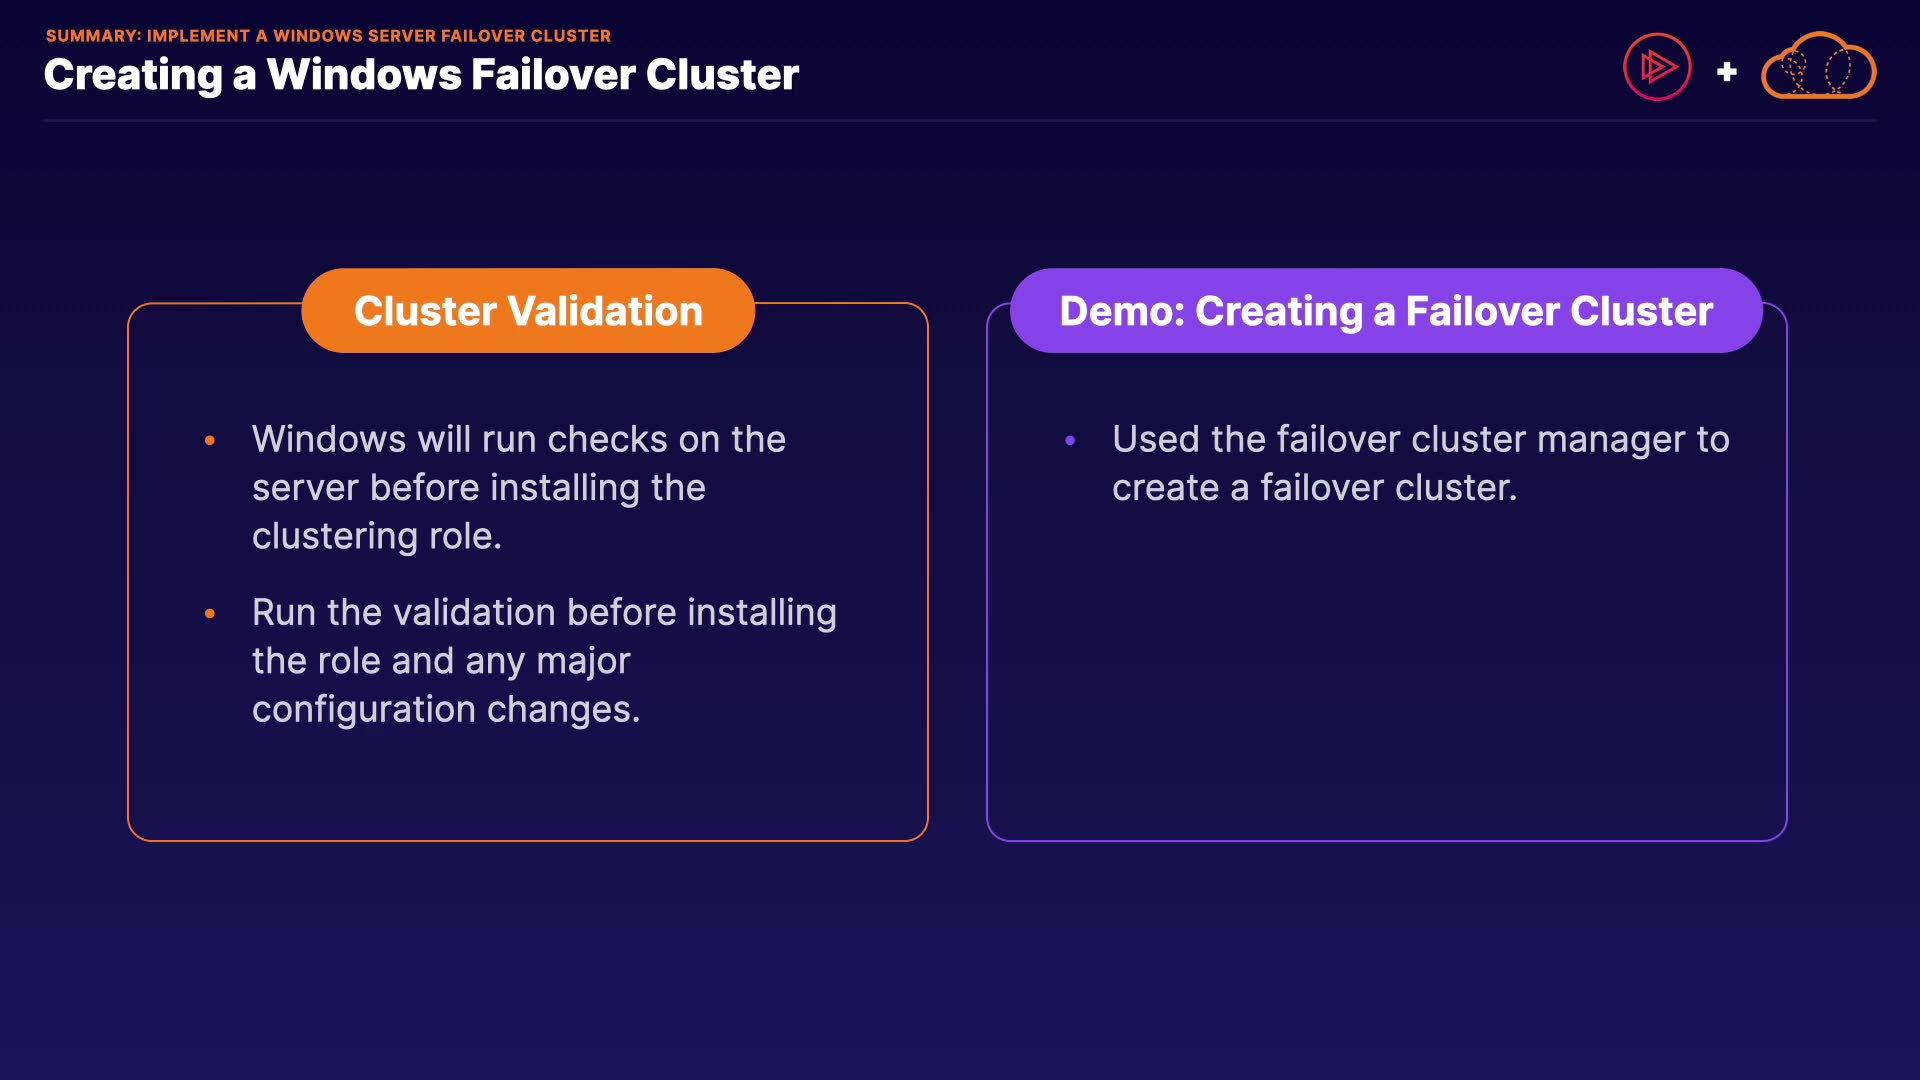 SUMMARY: IMPLEMENT A WINDOWS SERVER FAILOVER CLUSTER
Creating a Windows Failover Cluster
+
Cluster Validation
• Windows will run checks on the
server before installing the
clustering role.
• Run the validation before installing
the role and any major
configuration changes.
Demo: Creating a Failover Cluster
• Used the failover cluster manager to
create a failover cluster.